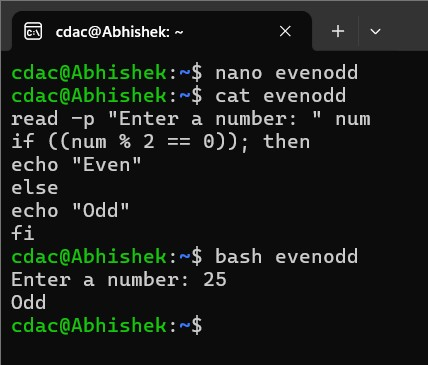 cdac@Abhishek: ~
cdac@Abhishek:~$ nano evenodd
cdac@Abhishek:~$ cat evenodd
read -p "Enter a number: " num
if ((num % 2 == 0)); then
echo "Even"
else
echo "Odd"
fi
cdac@Abhishek:~$ bash evenodd
Enter a number: 25
Odd
cdac@Abhishek:~$